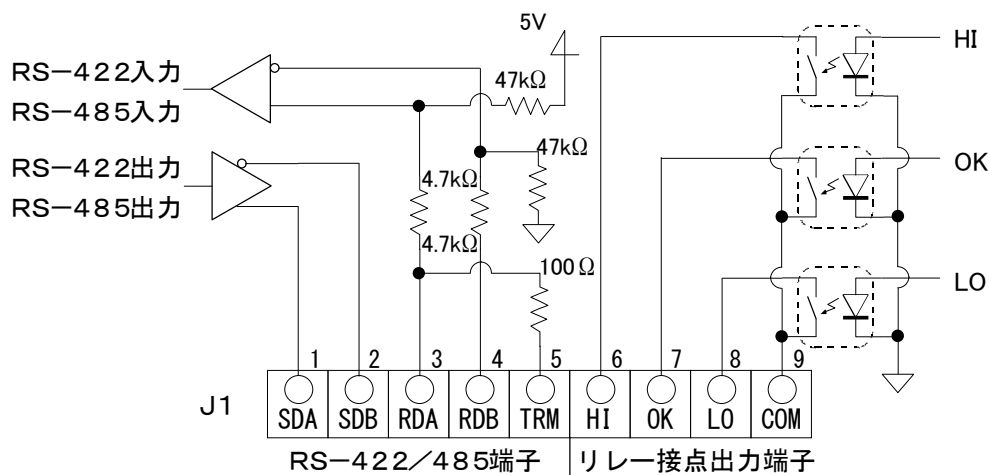 5V
HI
RS−422入力
47kΩ
RS−485入力
47kΩ
OK
RS−422出力
4.7kΩ
RS−485出力
4.7kΩ
100Ω
LO
1 2 3 4 5 6 7 8 9
J1
SDA SDB RDA RDB TRM HI OK LO COM
RS−422／485端子 リレー接点出力端子